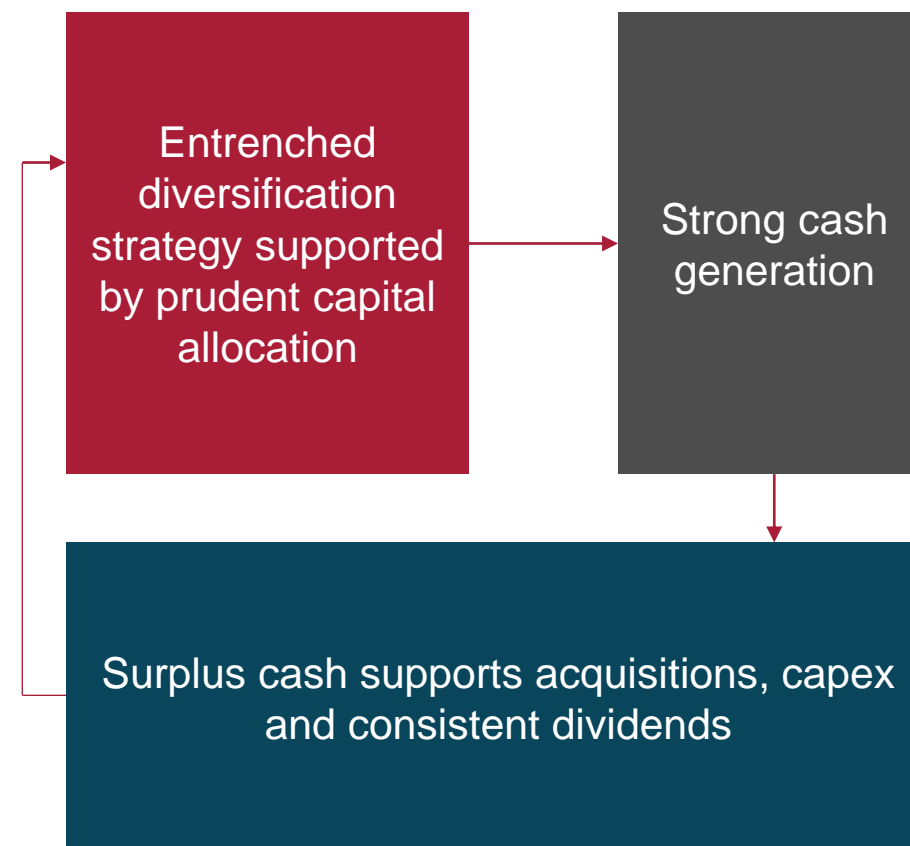 Entrenched
diversification
strategy supported
by prudent capital
allocation
Strong cash
generation
Surplus cash supports acquisitions, capex
and consistent dividends